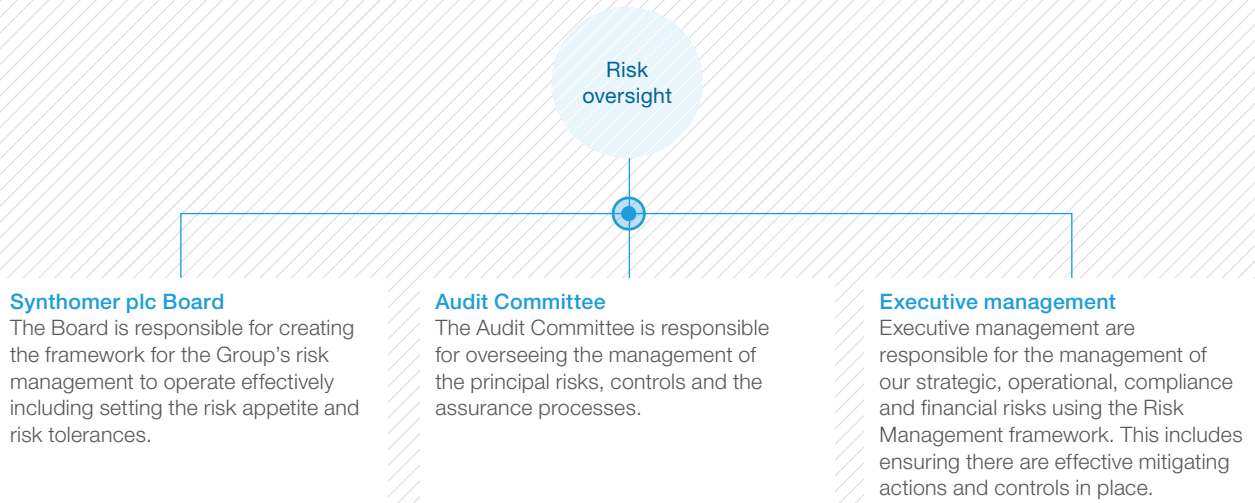 Risk
oversight
Synthomer plc Board
The Board is responsible for creating
the framework for the Group’s risk
management to operate effectively
including setting the risk appetite and
risk tolerances.
Audit Committee
The Audit Committee is responsible
for overseeing the management of
the principal risks, controls and the
assurance processes.
Executive management
Executive management are
responsible for the management of
our strategic, operational, compliance
and financial risks using the Risk
Management framework. This includes
ensuring there are effective mitigating
actions and controls in place.